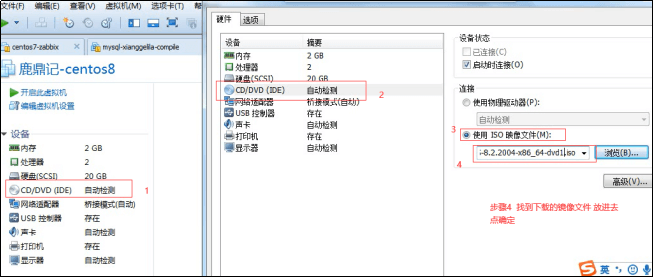 文件(F) 编辑(E) 查看(V) 虚拟机(M) 选项卡(T) 帮助(H)
centos7-zabbix
mysql-xianggelila-compile
鹿鼎记-centos8
开启此虚拟机
编辑虚拟机设置
设备
内存 2 GB
处理器 2
硬盘(SCSI) 20 GB
CD/DVD (IDE) 自动检测 1
网络适配器 桥接模式(自动)
USB 控制器 存在
声卡 自动检测
打印机 存在
显示器 自动检测
硬件 选项
设备 摘要
内存 2 GB
处理器 2
硬盘(SCSI) 20 GB
CD/DVD (IDE) 自动检测 2
网络适配器 桥接模式(自动)
USB 控制器 存在
声卡 自动检测
打印机 存在
显示器 自动检测
设备状态
已连接(C)
启动时连接(O)
连接
使用物理驱动器(P):
自动检测
3 使用 ISO 映像文件(M):
4 -8.2.2004-x86_64-dvd1.iso 浏览(B)...
高级(V)...
步骤4 找到下载的镜像文件 放进去
点确定
英